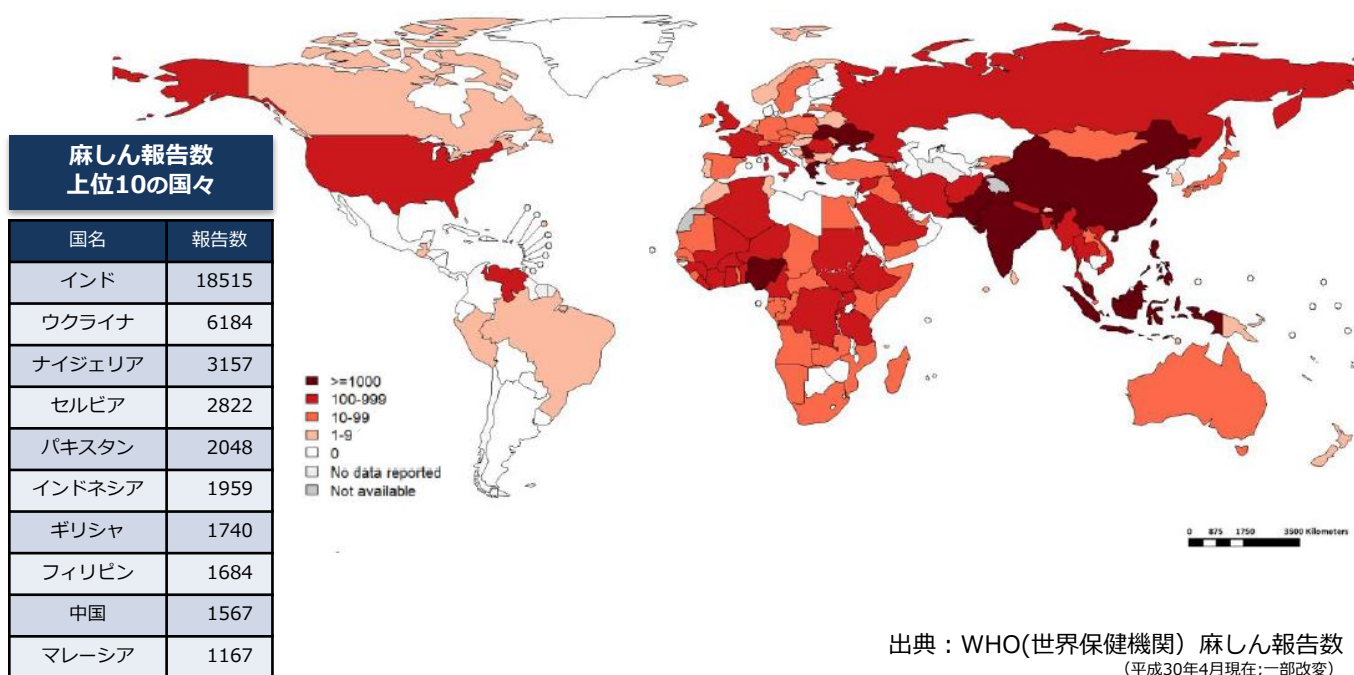 麻しん報告数
上位10の国々
国名 報告数
インド 18515
ウクライナ 6184
ナイジェリア 3157
セルビア 2822
パキスタン 2048
インドネシア 1959
ギリシャ 1740
フィリピン 1684
中国 1567
マレーシア 1167
>=1000
100-999
10-99
1-9
0
No data reported
Not available
0 875 1750 3500 Kilometers
出典：WHO(世界保健機関）麻しん報告数
（平成30年4月現在;一部改変）